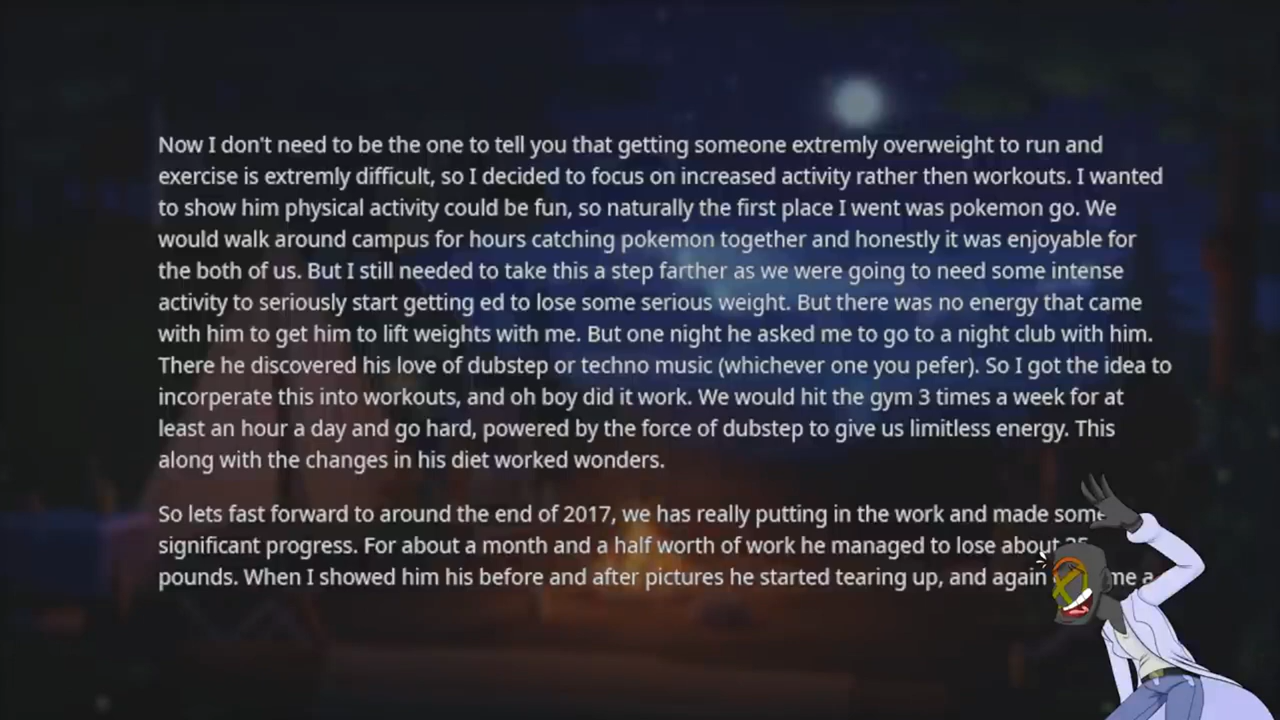 Now I don't need to be the one to tell you that getting someone extremly overweight to run and
exercise is extremly difficult, so I decided to focus on increased activity rather then workouts. I wanted
to show him physical activity could be fun, so naturally the first place I went was pokemon go. We
would walk around campus for hours catching pokemon together and honestly it was enjoyable for
the both of us. But I still needed to take this a step farther as we were going to need some intense
activity to seriously start getting ed to lose some serious weight. But there was no energy that came
with him to get him to lift weights with me. But one night he asked me to go to a night club with him.
There he discovered his love of dubstep or techno music (whichever one you pefer). So I got the idea to
incorperate this into workouts, and oh boy did it work. We would hit the gym 3 times a week for at
least an hour a day and go hard, powered by the force of dubstep to give us limitless energy. This
along with the changes in his diet worked wonders.
So lets fast forward to around the end of 2017, we has really putting in the work and made some
significant progress. For about a month and a half worth of work he managed to lose about
pounds. When I showed him his before and after pictures he started tearing up, and again me a